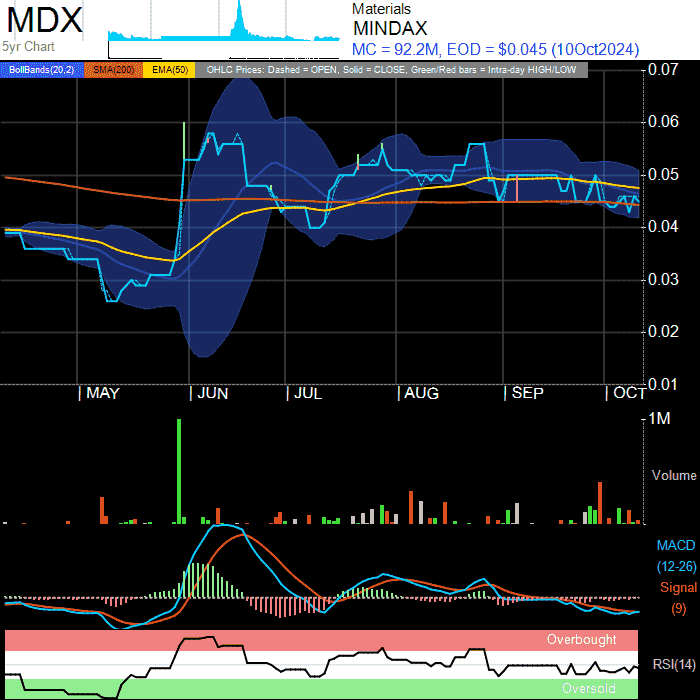 MDX
5yr Chart
Materials
MINDAX
MC = 92.2M, EOD = $0.045 (10Oct2024)
BollBands(20,2) SMA(200) EMA(50) OHLC Prices: Dashed = OPEN, Solid = CLOSE, Green/Red bars = Intra-day HIGH/LOW
0.07
0.06
0.05
0.04
0.03
0.02
0.01
| MAY | JUN | JUL | AUG | SEP | OCT
1M
Volume
MACD
(12-26)
Signal
(9)
Overbought
RSI(14)
Oversold